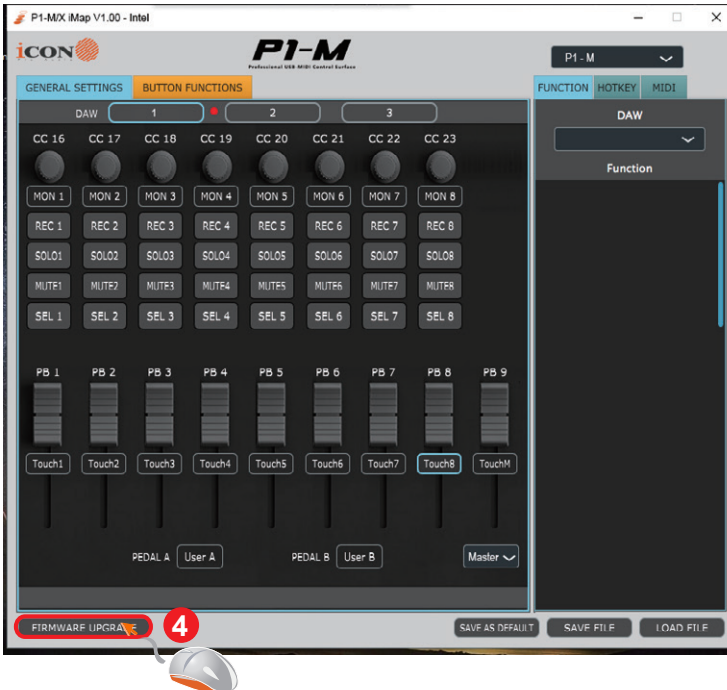 P1-M/X iMap V1.00 - Intel
iCON
P1-M
Professional USB MIDI Control Surface
P1 - M
GENERAL SETTINGS BUTTON FUNCTIONS
FUNCTION HOTKEY MIDI
DAW 1 2 3
DAW
Function
CC 16 CC 17 CC 18 CC 19 CC 20 CC 21 CC 22 CC 23
MON 1 MON 2 MON 3 MON 4 MON 5 MON 6 MON 7 MON 8
REC 1 REC 2 REC 3 REC 4 REC 5 REC 6 REC 7 REC 8
SOLO1 SOLO2 SOLO3 SOLO4 SOLO5 SOLO6 SOLO7 SOLO8
MUTE1 MUTE2 MUTE3 MUTE4 MUTE5 MUTE6 MUTE7 MUTE8
SEL 1 SEL 2 SEL 3 SEL 4 SEL 5 SEL 6 SEL 7 SEL 8
PB 1 PB 2 PB 3 PB 4 PB 5 PB 6 PB 7 PB 8 PB 9
Touch1 Touch2 Touch3 Touch4 Touch5 Touch6 Touch7 Touch8 TouchM
PEDAL A User A PEDAL B User B Master
FIRMWARE UPGRADE 4 SAVE AS DEFAULT SAVE FILE LOAD FILE